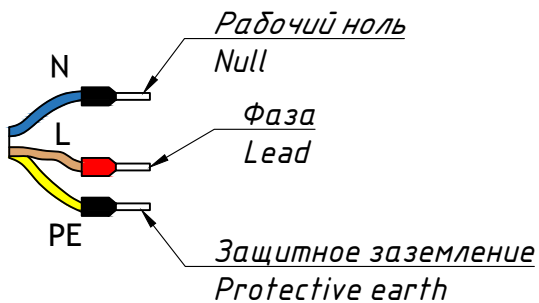 Рабочий ноль
Null
N
L
Фаза
Lead
PE
Защитное заземление
Protective earth